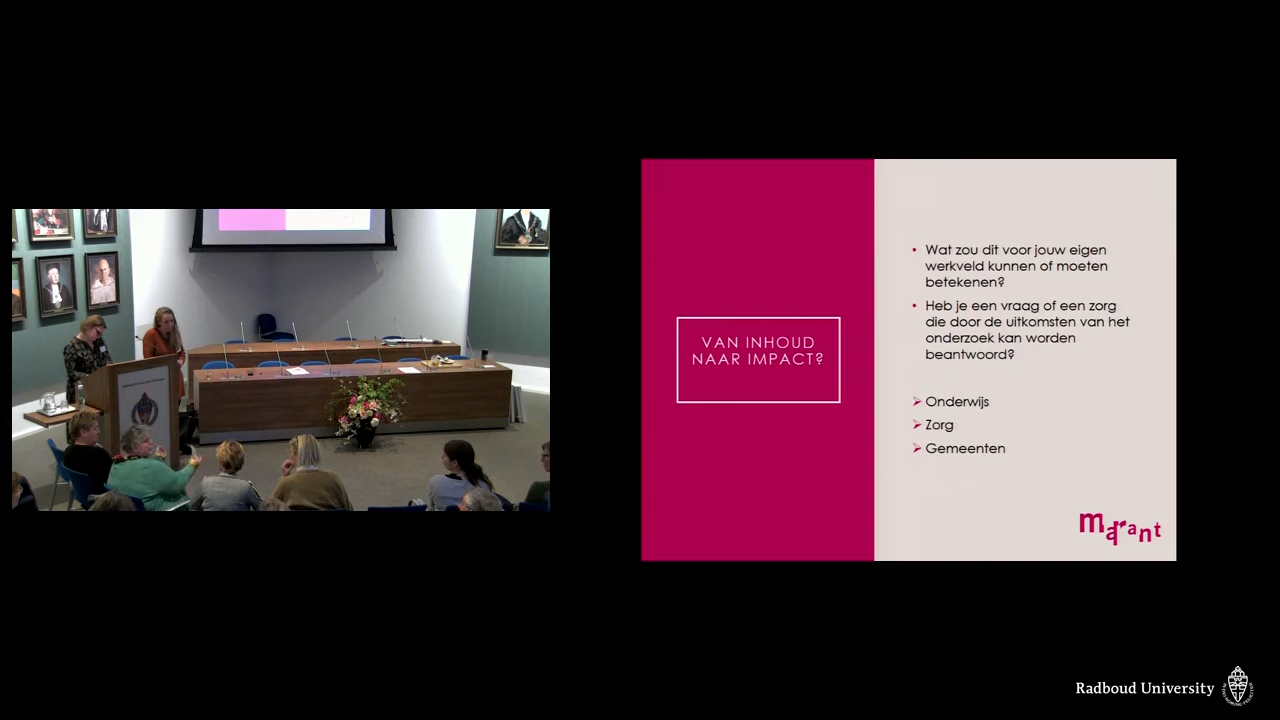 VAN INHOUD
NAAR IMPACT?
• Wat zou dit voor jouw eigen
werkveld kunnen of moeten
betekenen?
• Heb je een vraag of een zorg
die door de uitkomsten van het
onderzoek kan worden
beantwoord?
➢ Onderwijs
➢ Zorg
➢ Gemeenten
marant
Radboud University